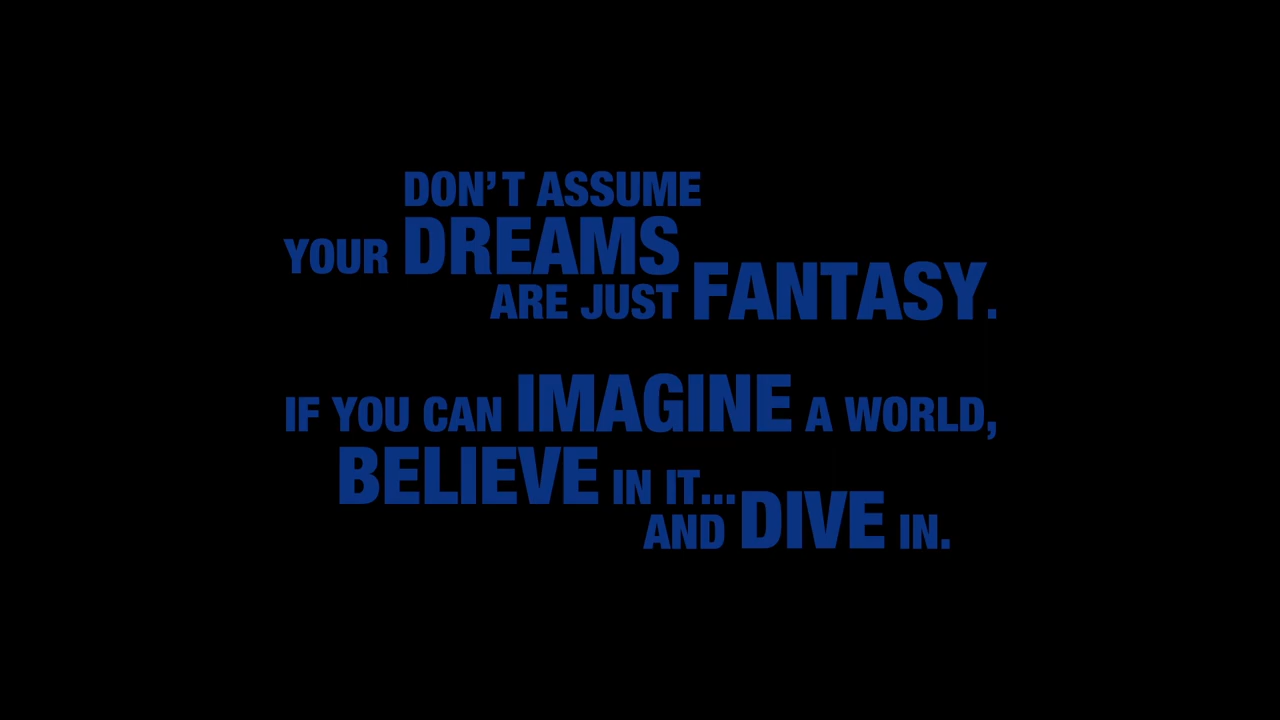 DON'T ASSUME
YOUR DREAMS
ARE JUST FANTASY.
IF YOU CAN IMAGINE A WORLD,
BELIEVE IN IT...
AND DIVE IN.